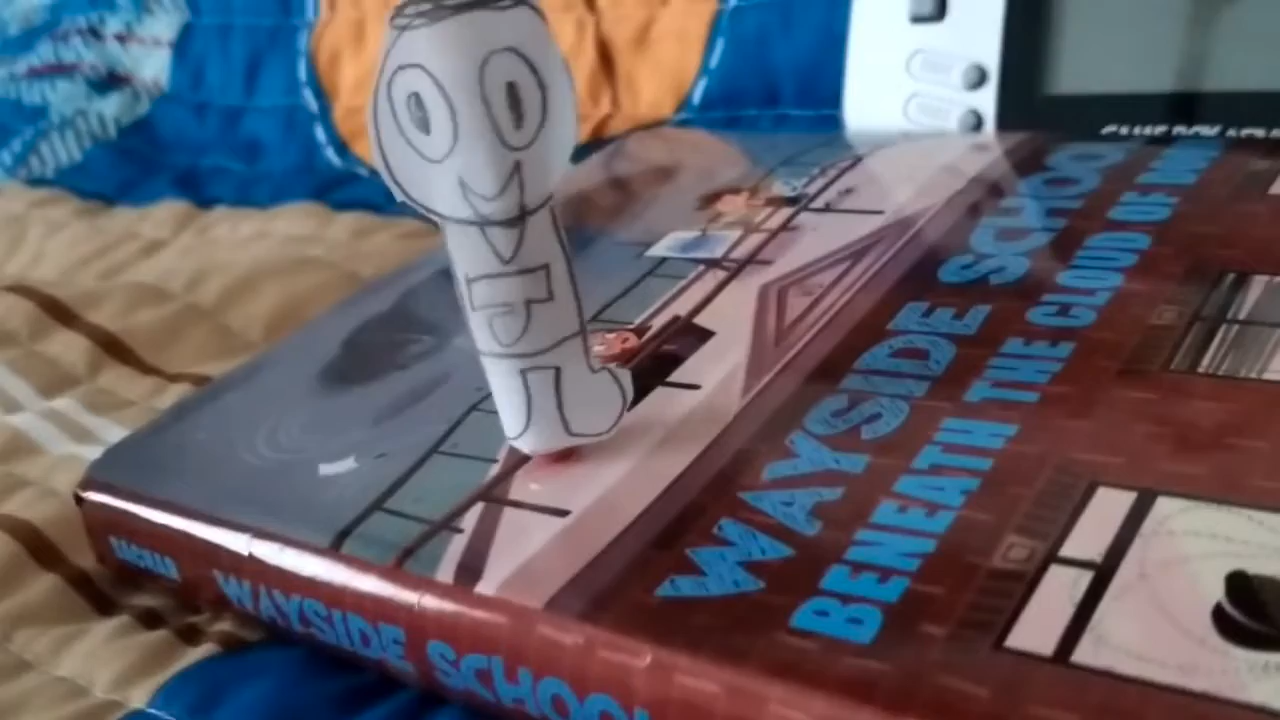 WAYSIDE SCHOOL
BENEATH THE CLOUD OF DOOM
SACHAR
WAYSIDE SCHOOL